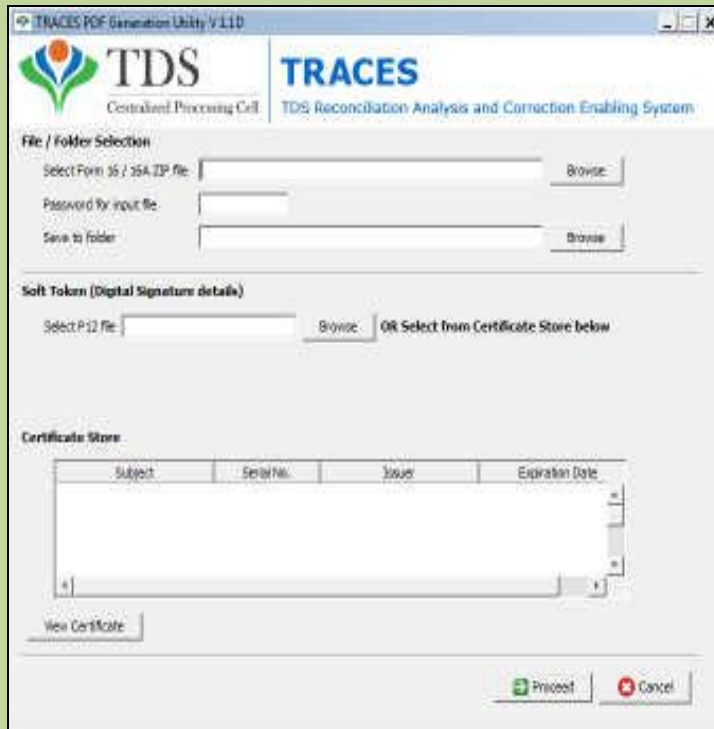 TRACES PDF Generation Utility V 1.1D
TDS
Centralized Processing Cell
TRACES
TDS Reconciliation Analysis and Correction Enabling System
File / Folder Selection
Select Form 16 / 16A ZIP file
Browse
Password for input file
Save to folder
Browse
Soft Token (Digital Signature details)
Select P12 file
Browse
OR Select from Certificate Store below
Certificate Store
Subject Serial No. Issuer Expiration Date
View Certificate
Proceed
Cancel